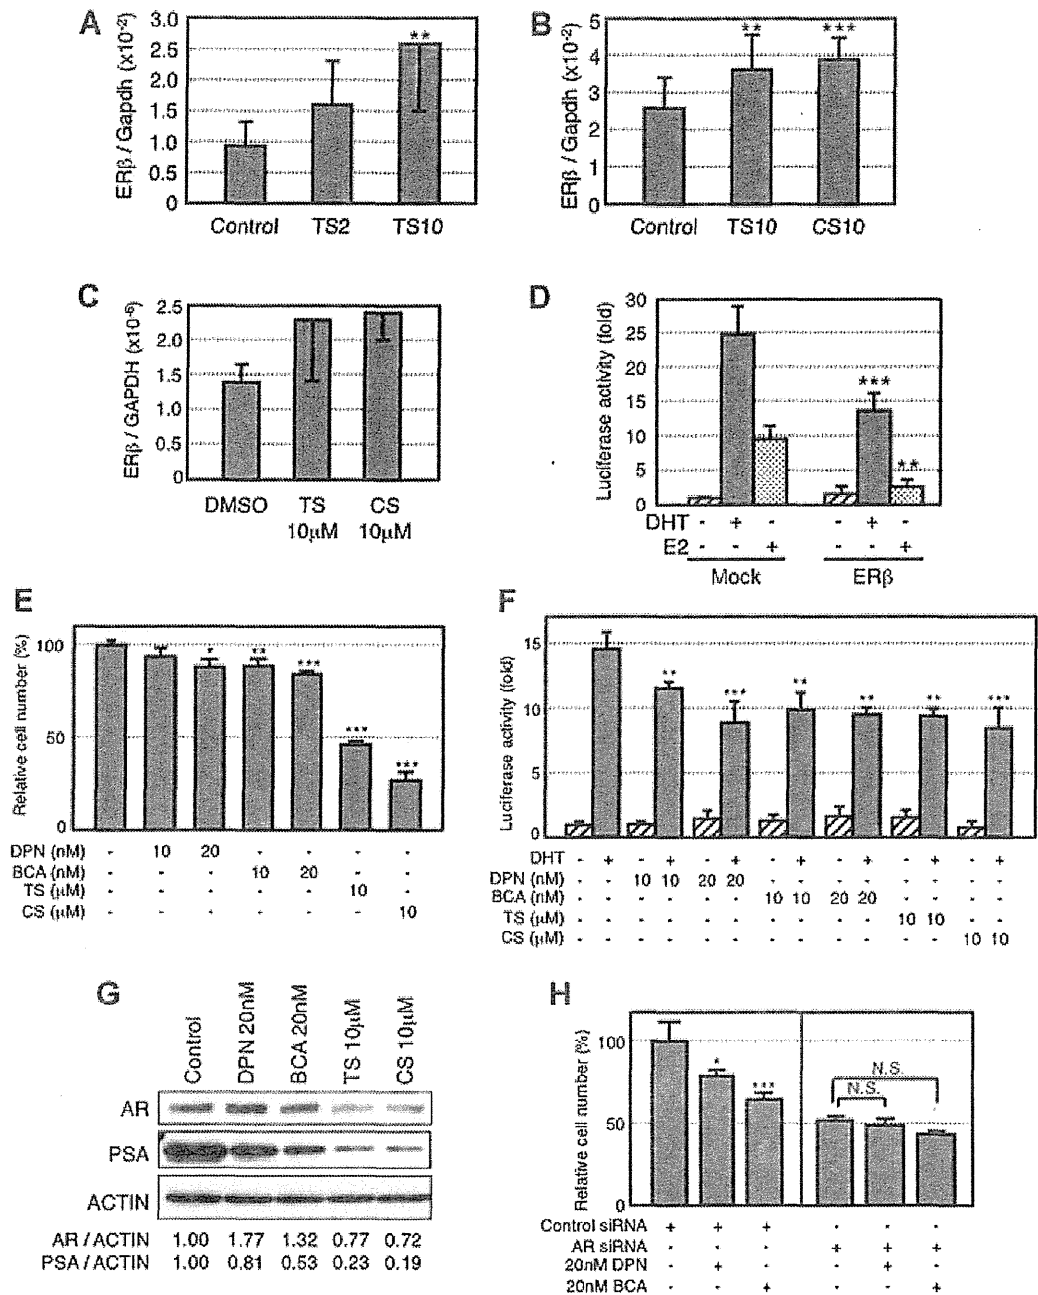 A
ERβ / Gapdh (x10-2)
3.0
2.5
2.0
1.5
1.0
0.5
0
**
Control TS2 TS10
B
ERβ / Gapdh (x10-2)
5
4
3
2
1
0
** ***
Control TS10 CS10
C
ERβ / GAPDH (x10-6)
2.5
2.0
1.5
1.0
0.5
0
DMSO TS CS
10µM 10µM
D
Luciferase activity (fold)
30
25
20
15
10
5
0
***
**
DHT - + - - + -
E2 - - + - - +
Mock ERβ
E
Relative cell number (%)
100
50
0
* ** *** *** ***
DPN (nM) - 10 20 - - - -
BCA (nM) - - - 10 20 - -
TS (µM) - - - - - 10 -
CS (µM) - - - - - - 10
F
Luciferase activity (fold)
15
10
5
0
** *** ** ** ** ***
DHT - + - + - + - + - + - + - +
DPN (nM) - - 10 10 20 20 - - - - - - - -
BCA (nM) - - - - - - 10 10 20 20 - - - -
TS (µM) - - - - - - - - - - 10 10 - -
CS (µM) - - - - - - - - - - - - 10 10
G
Control DPN 20nM BCA 20nM TS 10µM CS 10µM
AR
PSA
ACTIN
AR / ACTIN 1.00 1.77 1.32 0.77 0.72
PSA / ACTIN 1.00 0.81 0.53 0.23 0.19
H
Relative cell number (%)
100
50
0
* ***
N.S.
N.S.
Control siRNA + + + - - -
AR siRNA - - - + + +
20nM DPN - + - - + -
20nM BCA - - + - - +